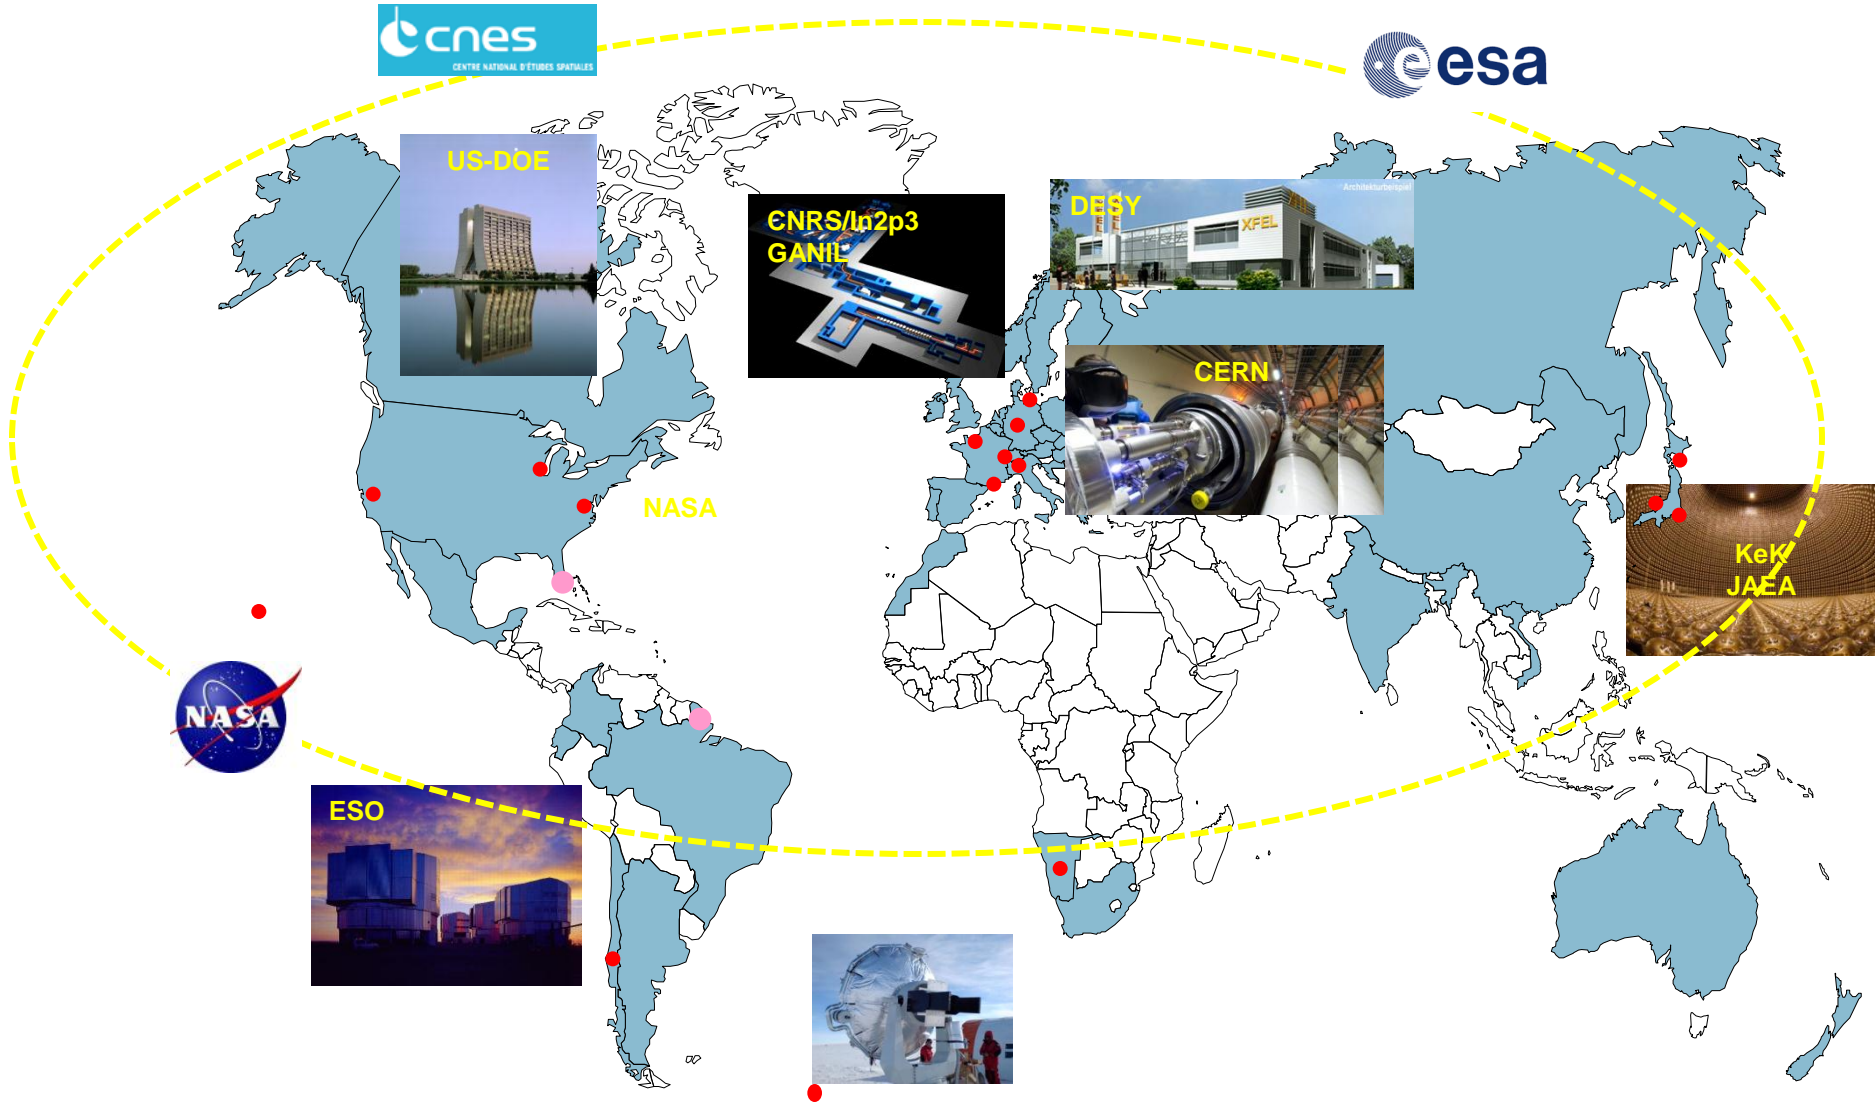 cnes
CENTRE NATIONAL D'ÉTUDES SPATIALES
esa
US-DOE
Architekturbeispiel
DESY
XFEL
CNRS/In2p3
GANIL
CERN
NASA
KeK
JAEA
NASA
ESO